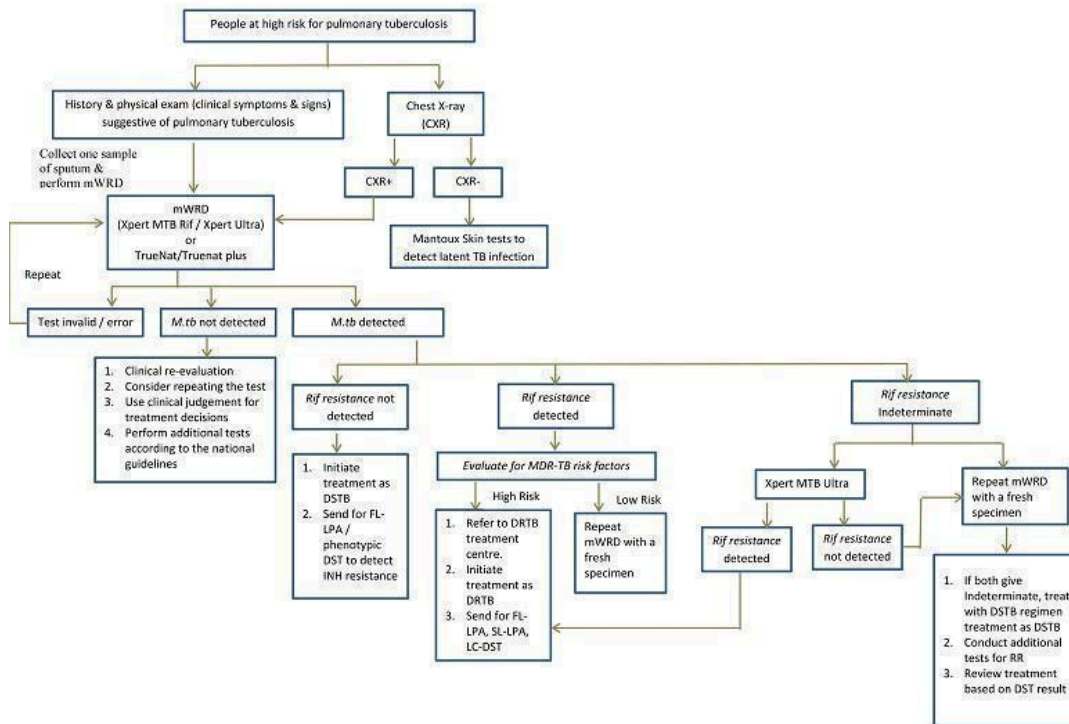 People at high risk for pulmonary tuberculosis
History & physical exam (clinical symptoms & signs)
suggestive of pulmonary tuberculosis
Chest X-ray
(CXR)
Collect one sample
of sputum &
perform mWRD
CXR+
CXR-
mWRD
(Xpert MTB Rif / Xpert Ultra)
or
TrueNat/Truenat plus
Mantoux Skin tests to
detect latent TB infection
Repeat
Test invalid / error
M.tb not detected
M.tb detected
1. Clinical re-evaluation
2. Consider repeating the test
3. Use clinical judgement for
treatment decisions
4. Perform additional tests
according to the national
guidelines
Rif resistance not
detected
Rif resistance
detected
Rif resistance
Indeterminate
1. Initiate
treatment as
DSTB
2. Send for FL-
LPA /
phenotypic
DST to detect
INH resistance
Evaluate for MDR-TB risk factors
High Risk
Low Risk
1. Refer to DRTB
treatment
centre.
2. Initiate
treatment as
DRTB
3. Send for FL-
LPA, SL-LPA,
LC-DST
Repeat
mWRD with a
fresh
specimen
Xpert MTB Ultra
Repeat mWRD
with a fresh
specimen
Rif resistance
detected
Rif resistance
not detected
1. If both give
Indeterminate, treat
with DSTB regimen
treatment as DSTB
2. Conduct additional
tests for RR
3. Review treatment
based on DST result